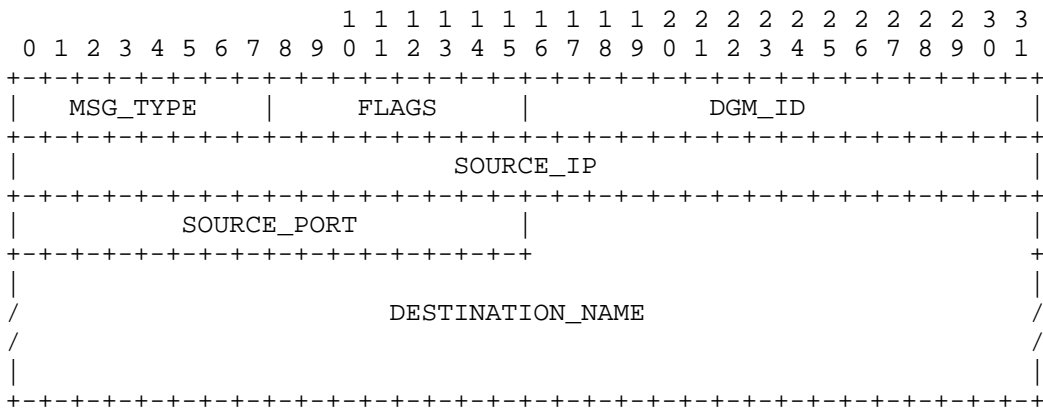 1 1 1 1 1 1 1 1 1 1 2 2 2 2 2 2 2 2 2 2 3 3
 0 1 2 3 4 5 6 7 8 9 0 1 2 3 4 5 6 7 8 9 0 1 2 3 4 5 6 7 8 9 0 1
+-+-+-+-+-+-+-+-+-+-+-+-+-+-+-+-+-+-+-+-+-+-+-+-+-+-+-+-+-+-+-+-+
|   MSG_TYPE    |     FLAGS     |           DGM_ID              |
+-+-+-+-+-+-+-+-+-+-+-+-+-+-+-+-+-+-+-+-+-+-+-+-+-+-+-+-+-+-+-+-+
|                           SOURCE_IP                           |
+-+-+-+-+-+-+-+-+-+-+-+-+-+-+-+-+-+-+-+-+-+-+-+-+-+-+-+-+-+-+-+-+
|          SOURCE_PORT          |                               |
+-+-+-+-+-+-+-+-+-+-+-+-+-+-+-+-+                               +
|                                                               |
/                       DESTINATION_NAME                        /
/                                                               /
|                                                               |
+-+-+-+-+-+-+-+-+-+-+-+-+-+-+-+-+-+-+-+-+-+-+-+-+-+-+-+-+-+-+-+-+